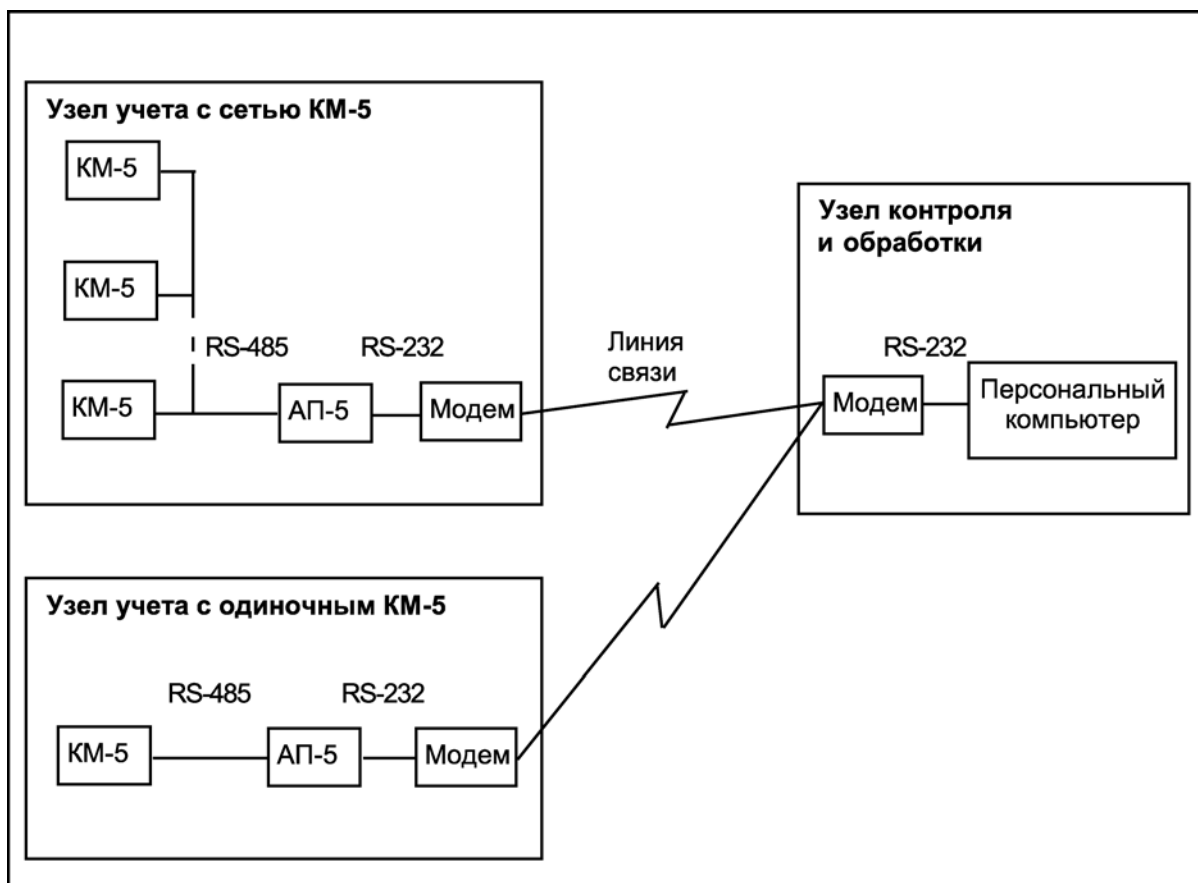 Узел учета с сетью КМ-5
КМ-5
КМ-5
RS-485
RS-232
КМ-5
АП-5
Модем
Линия
связи
Узел контроля
и обработки
RS-232
Модем
Персональный
компьютер
Узел учета с одиночным КМ-5
RS-485
RS-232
КМ-5
АП-5
Модем